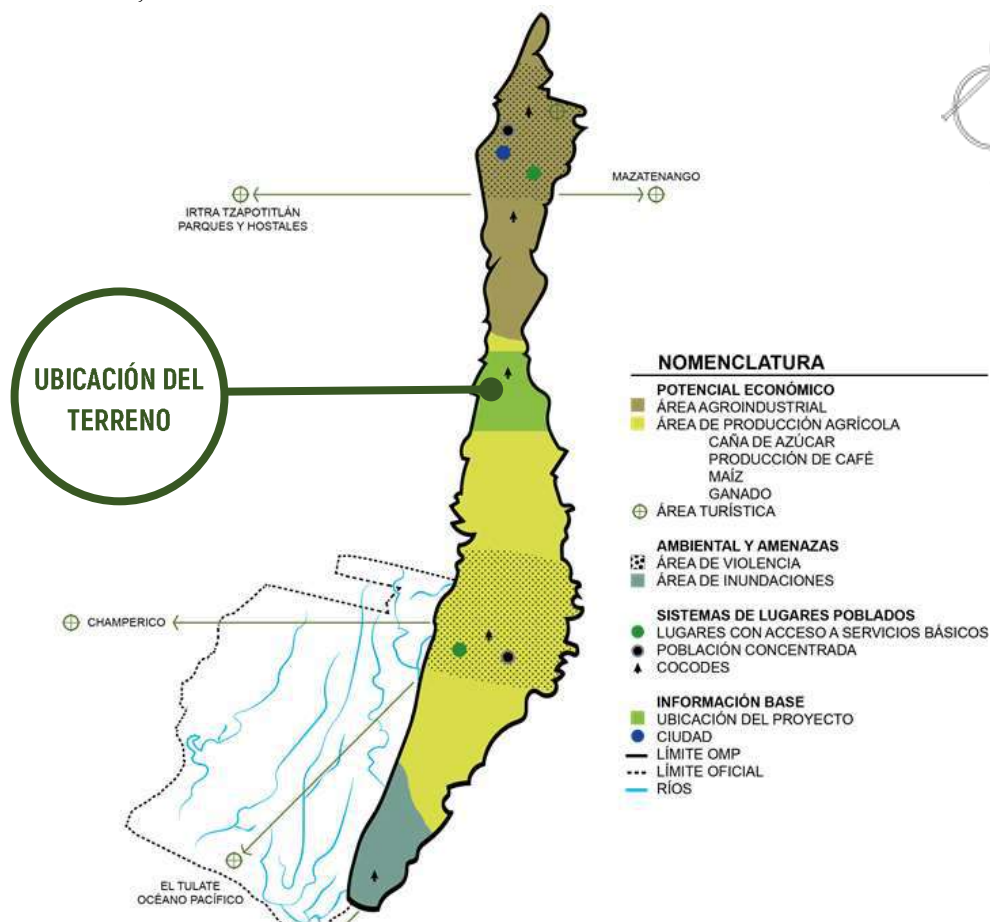 MAZATENANGO
IRTRA TZAPOTITLÁN
PARQUES Y HOSTALES
UBICACIÓN DEL
TERRENO
CHAMPERICO
EL TULATE
OCÉANO PACÍFICO
NOMENCLATURA
POTENCIAL ECONÓMICO
ÁREA AGROINDUSTRIAL
ÁREA DE PRODUCCIÓN AGRÍCOLA
CAÑA DE AZÚCAR
PRODUCCIÓN DE CAFÉ
MAÍZ
GANADO
ÁREA TURÍSTICA
AMBIENTAL Y AMENAZAS
ÁREA DE VIOLENCIA
ÁREA DE INUNDACIONES
SISTEMAS DE LUGARES POBLADOS
LUGARES CON ACCESO A SERVICIOS BÁSICOS
POBLACIÓN CONCENTRADA
COCODES
INFORMACIÓN BASE
UBICACIÓN DEL PROYECTO
CIUDAD
LÍMITE OMP
LÍMITE OFICIAL
RÍOS